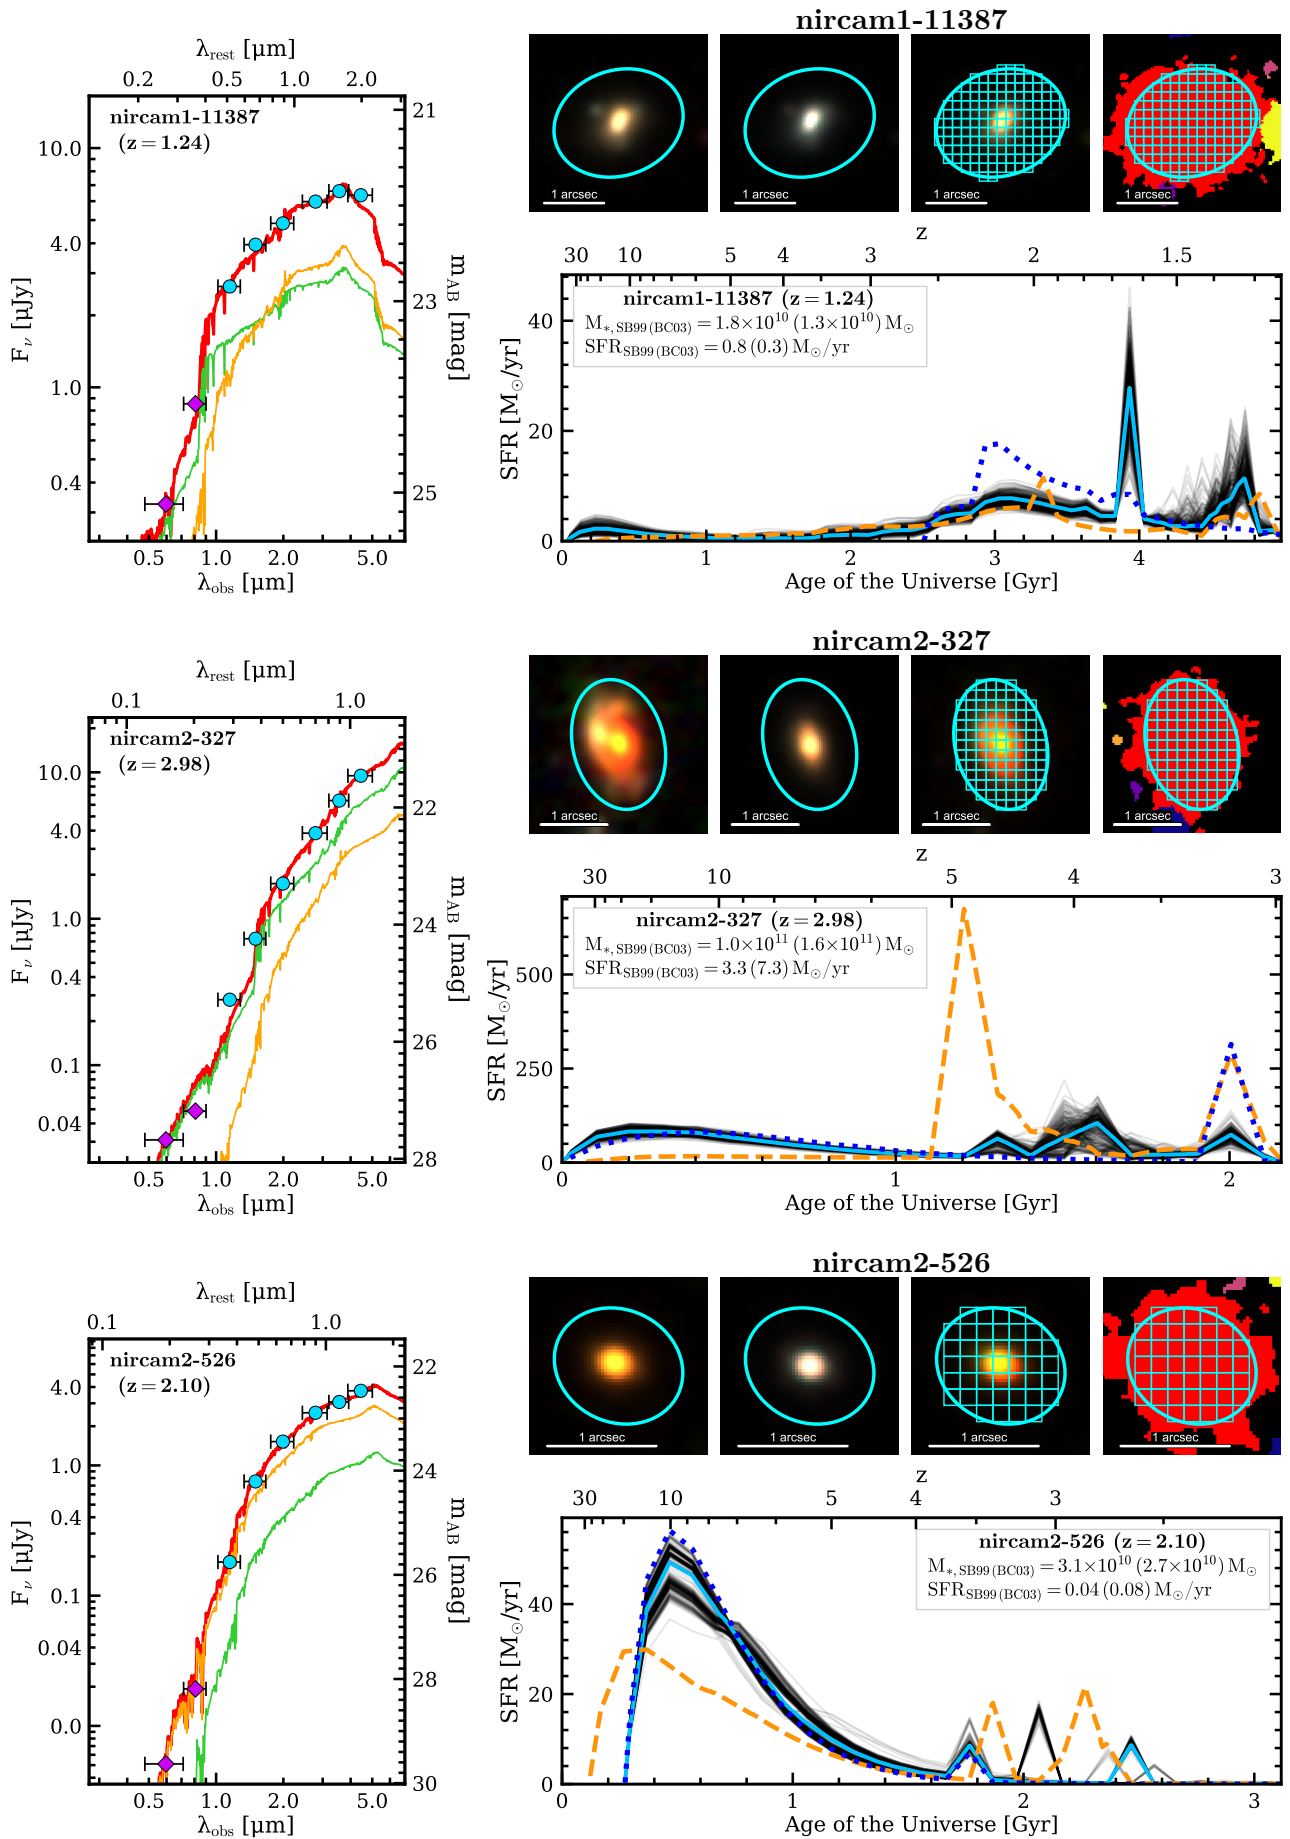 nircam1-11387
λrest [µm]
0.2 0.5 1.0 2.0
nircam1-11387
(z = 1.24)
10.0
4.0
1.0
0.4
Fν [µJy]
21
23
25
mAB [mag]
0.5 1.0 2.0 5.0
λobs [µm]
1 arcsec
1 arcsec
1 arcsec
1 arcsec
z
30 10 5 4 3 2 1.5
nircam1-11387 (z = 1.24)
M*, SB99 (BC03) = 1.8×10¹⁰ (1.3×10¹⁰) M⊙
SFRSB99 (BC03) = 0.8 (0.3) M⊙/yr
40
20
0
SFR [M⊙/yr]
0 1 2 3 4
Age of the Universe [Gyr]
nircam2-327
λrest [µm]
0.1 1.0
nircam2-327
(z = 2.98)
10.0
4.0
1.0
0.4
0.1
0.04
Fν [µJy]
22
24
26
28
mAB [mag]
0.5 1.0 2.0 5.0
λobs [µm]
1 arcsec
1 arcsec
1 arcsec
1 arcsec
z
30 10 5 4 3
nircam2-327 (z = 2.98)
M*, SB99 (BC03) = 1.0×10¹¹ (1.6×10¹¹) M⊙
SFRSB99 (BC03) = 3.3 (7.3) M⊙/yr
500
250
0
SFR [M⊙/yr]
0 1 2
Age of the Universe [Gyr]
nircam2-526
λrest [µm]
0.1 1.0
nircam2-526
(z = 2.10)
4.0
1.0
0.4
0.1
0.04
0.0
Fν [µJy]
22
24
26
28
30
mAB [mag]
0.5 1.0 2.0 5.0
λobs [µm]
1 arcsec
1 arcsec
1 arcsec
1 arcsec
z
30 10 5 4 3
nircam2-526 (z = 2.10)
M*, SB99 (BC03) = 3.1×10¹⁰ (2.7×10¹⁰) M⊙
SFRSB99 (BC03) = 0.04 (0.08) M⊙/yr
40
20
0
SFR [M⊙/yr]
0 1 2 3
Age of the Universe [Gyr]